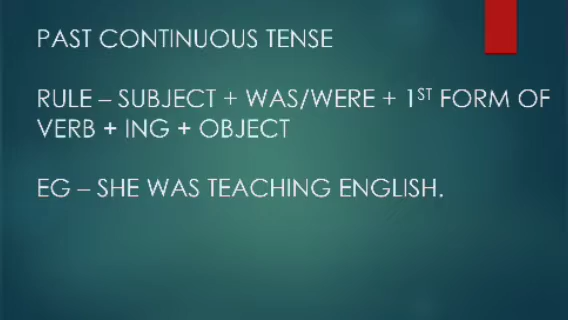 PAST CONTINUOUS TENSE
RULE – SUBJECT + WAS/WERE + 1ST FORM OF
VERB + ING + OBJECT
EG – SHE WAS TEACHING ENGLISH.